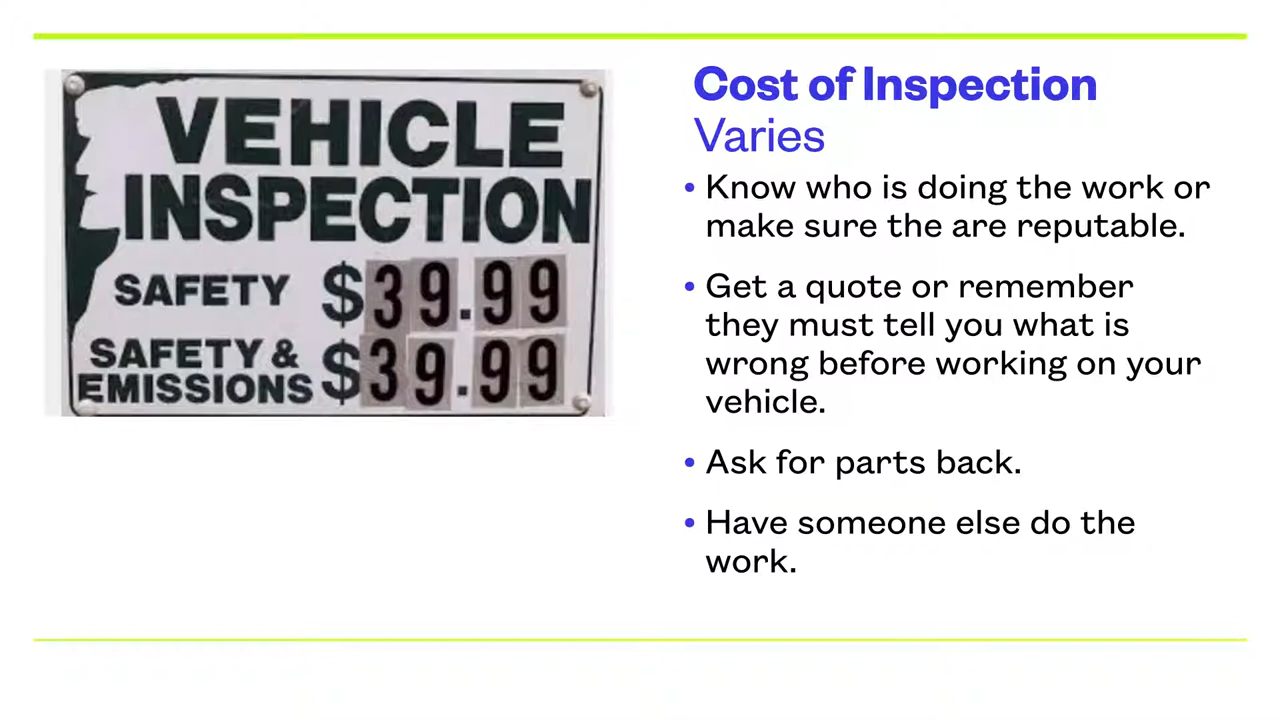 VEHICLE
INSPECTION
SAFETY $39.99
SAFETY &
EMISSIONS $39.99
Cost of Inspection
Varies
• Know who is doing the work or
make sure the are reputable.
• Get a quote or remember
they must tell you what is
wrong before working on your
vehicle.
• Ask for parts back.
• Have someone else do the
work.